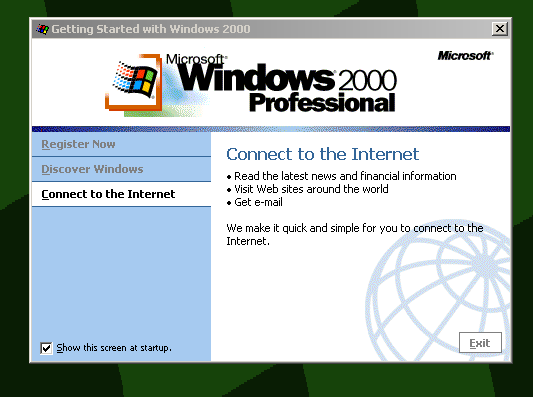 Getting Started with Windows 2000
Microsoft®
Windows 2000
Professional
Microsoft®
Register Now
Discover Windows
Connect to the Internet
Connect to the Internet
• Read the latest news and financial information
• Visit Web sites around the world
• Get e-mail
We make it quick and simple for you to connect to the
Internet.
Show this screen at startup.
Exit